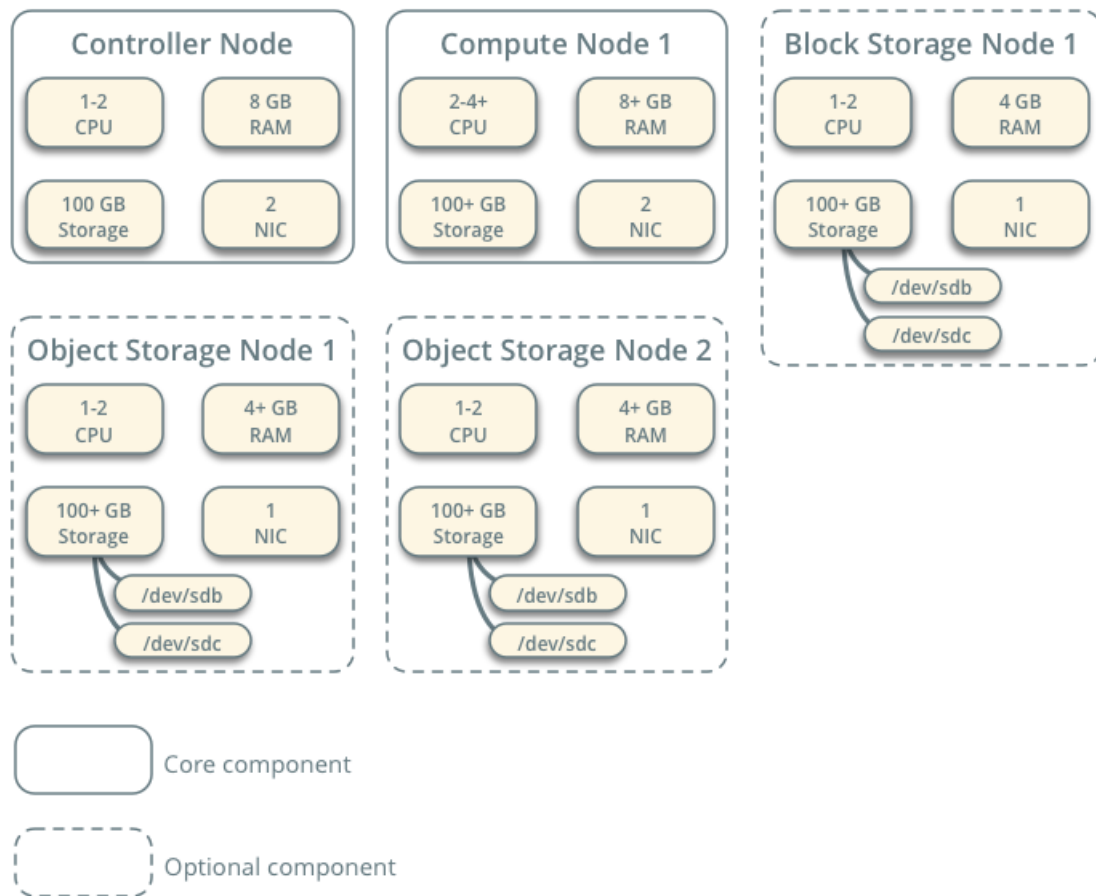 Controller Node
1-2
CPU
8 GB
RAM
100 GB
Storage
2
NIC
Compute Node 1
2-4+
CPU
8+ GB
RAM
100+ GB
Storage
2
NIC
Block Storage Node 1
1-2
CPU
4 GB
RAM
100+ GB
Storage
1
NIC
/dev/sdb
/dev/sdc
Object Storage Node 1
1-2
CPU
4+ GB
RAM
100+ GB
Storage
1
NIC
/dev/sdb
/dev/sdc
Object Storage Node 2
1-2
CPU
4+ GB
RAM
100+ GB
Storage
1
NIC
/dev/sdb
/dev/sdc
Core component
Optional component